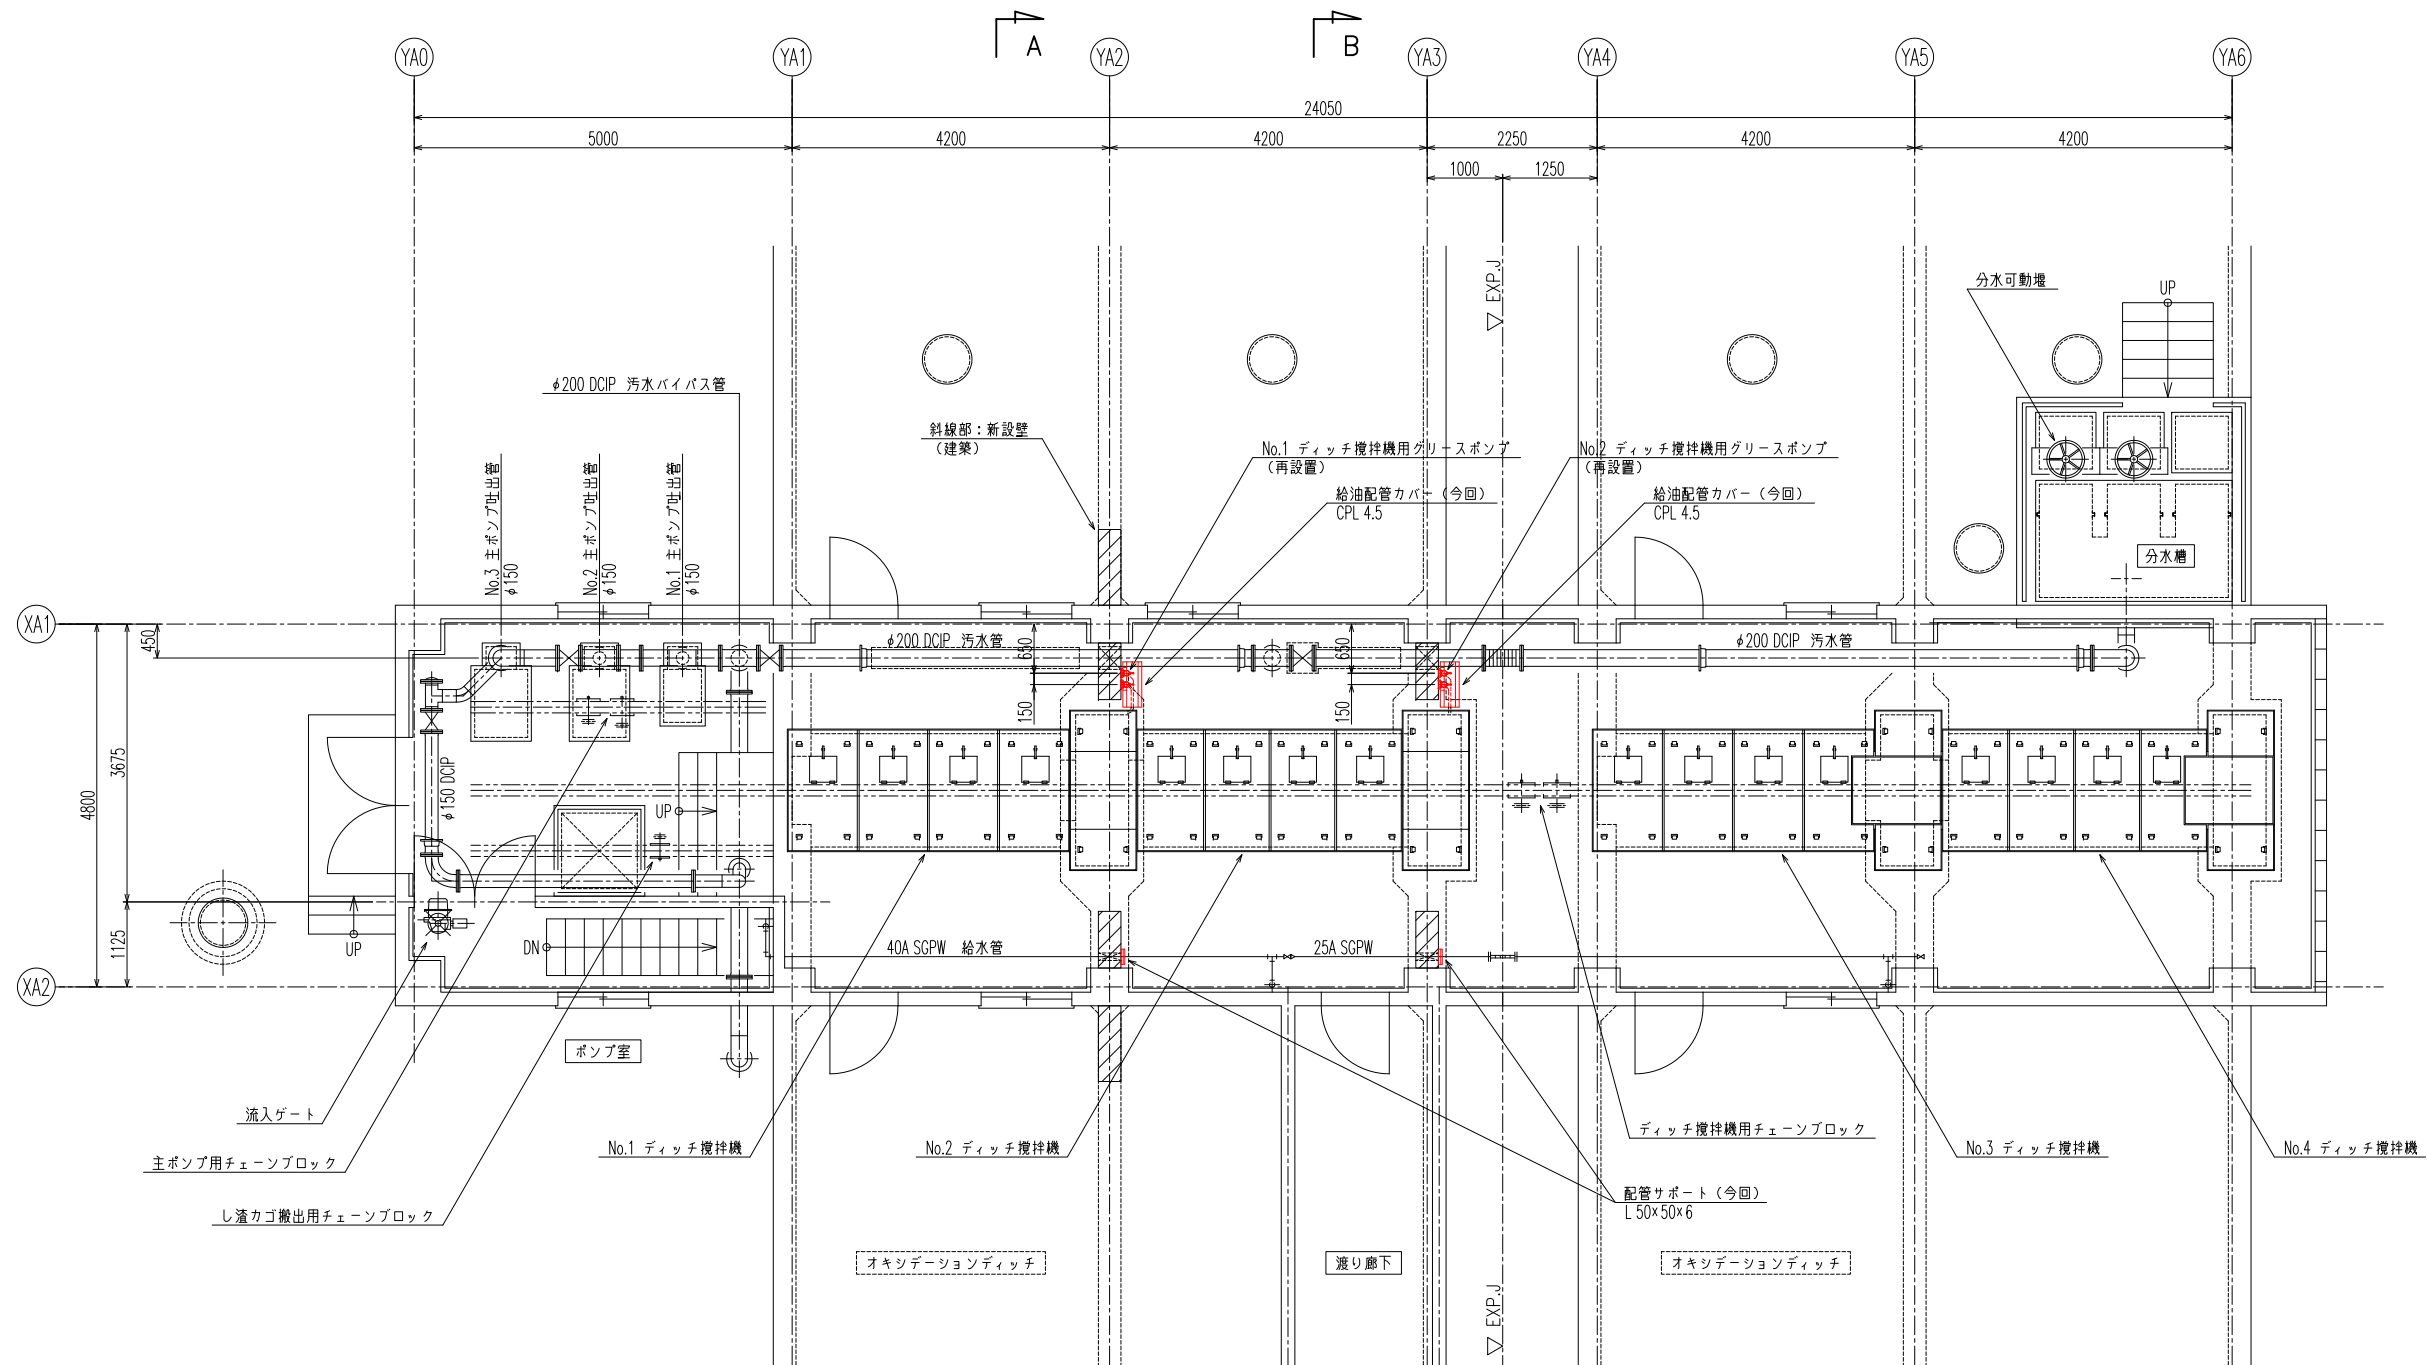 A
B
YA0
YA1
YA2
YA3
YA4
YA5
YA6
24050
5000
4200
4200
2250
4200
4200
1000
1250
EXP.J
分水可動堰
UP
φ200 DCIP 汚水バイパス管
斜線部：新設壁
（建築）
No.1 ディッチ撹拌機用グリースポンプ
（再設置）
No.2 ディッチ撹拌機用グリースポンプ
（再設置）
給油配管カバー（今回）
CPL 4.5
給油配管カバー（今回）
CPL 4.5
No.3 主ポンプ吐出管
φ150
No.2 主ポンプ吐出管
φ150
No.1 主ポンプ吐出管
φ150
分水槽
XA1
450
φ200 DCIP 汚水管
650
650
φ200 DCIP 汚水管
150
150
3675
4800
φ150 DCIP
UP
1125
UP
DN
40A SGPW 給水管
25A SGPW
XA2
ポンプ室
流入ゲート
主ポンプ用チェーンブロック
し渣カゴ搬出用チェーンブロック
No.1 ディッチ撹拌機
No.2 ディッチ撹拌機
ディッチ撹拌機用チェーンブロック
No.3 ディッチ撹拌機
No.4 ディッチ撹拌機
配管サポート（今回）
L 50×50×6
オキシデーションディッチ
渡り廊下
オキシデーションディッチ
EXP.J